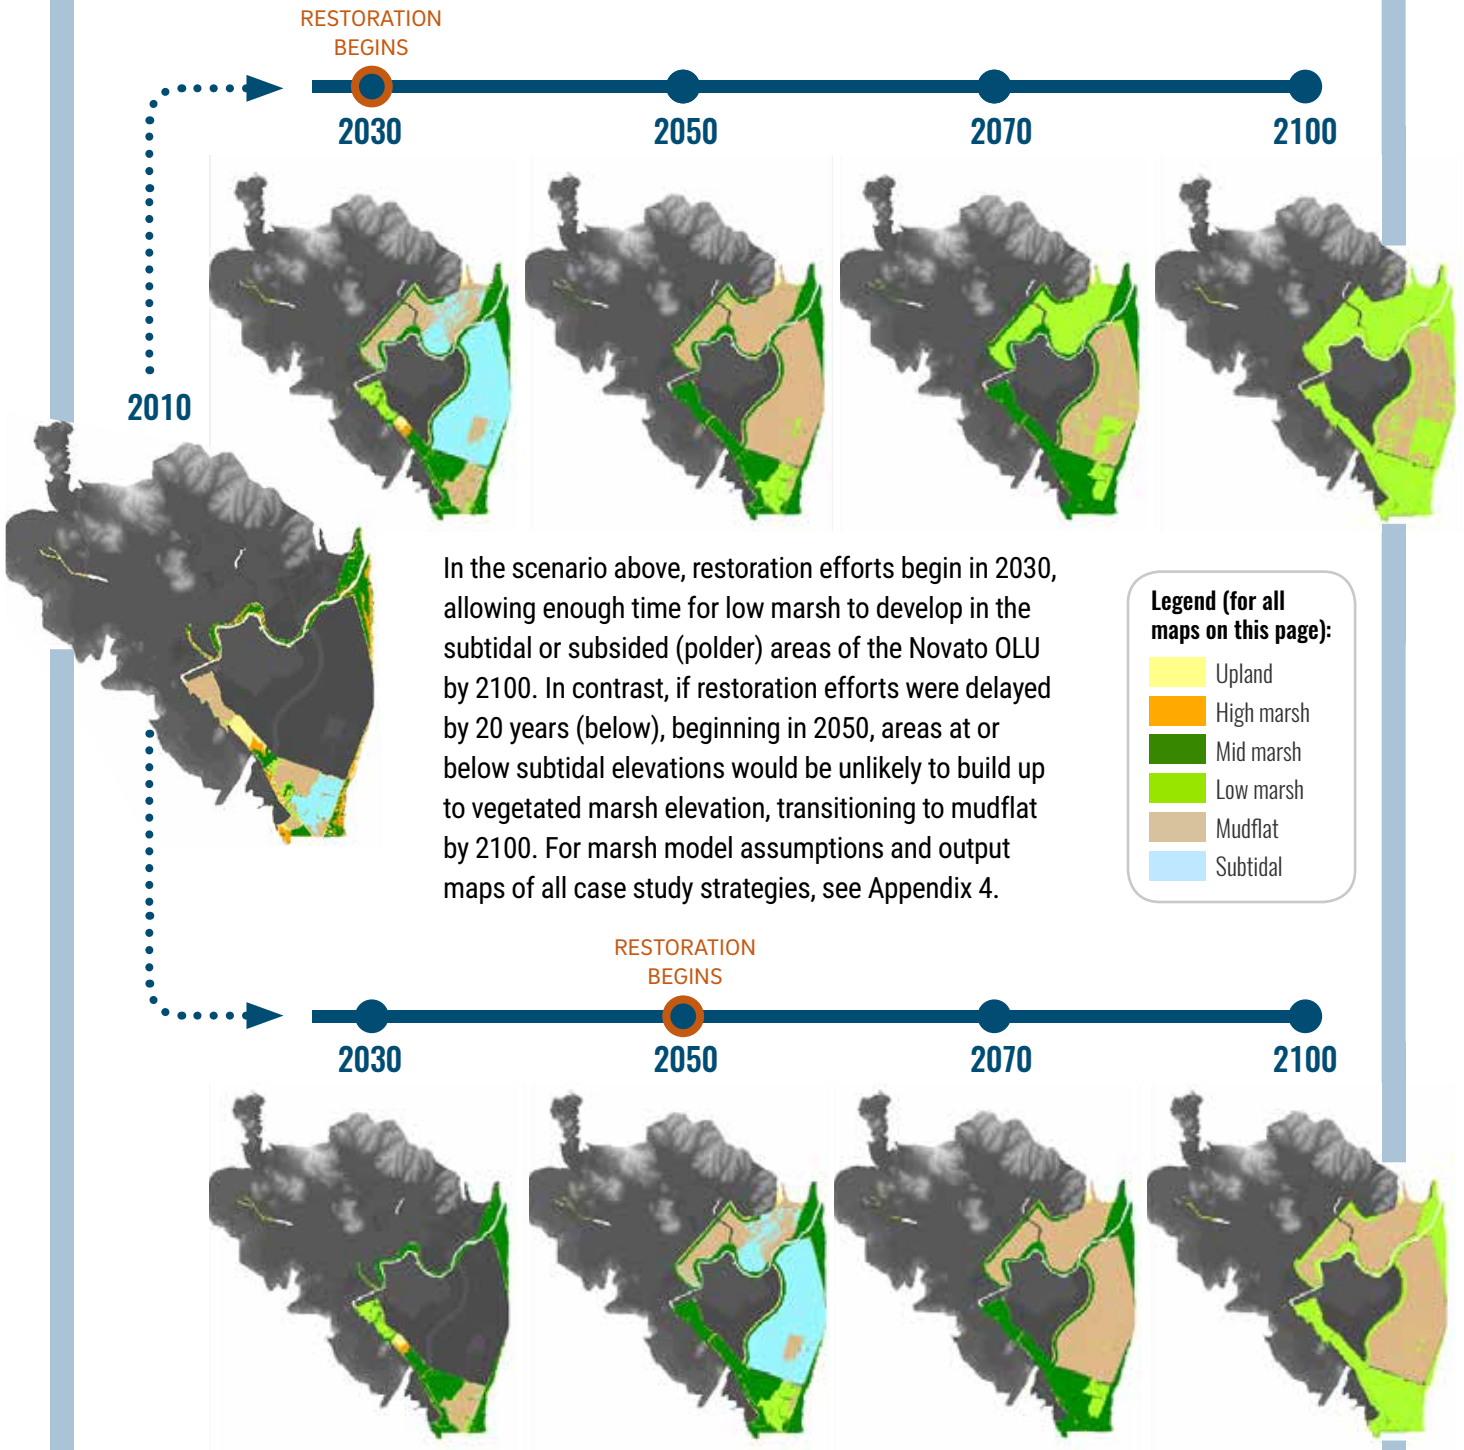 RESTORATION
BEGINS
2030
2050
2070
2100
2010
In the scenario above, restoration efforts begin in 2030,
allowing enough time for low marsh to develop in the
subtidal or subsided (polder) areas of the Novato OLU
by 2100. In contrast, if restoration efforts were delayed
by 20 years (below), beginning in 2050, areas at or
below subtidal elevations would be unlikely to build up
to vegetated marsh elevation, transitioning to mudflat
by 2100. For marsh model assumptions and output
maps of all case study strategies, see Appendix 4.
Legend (for all
maps on this page):
Upland
High marsh
Mid marsh
Low marsh
Mudflat
Subtidal
RESTORATION
BEGINS
2030
2050
2070
2100